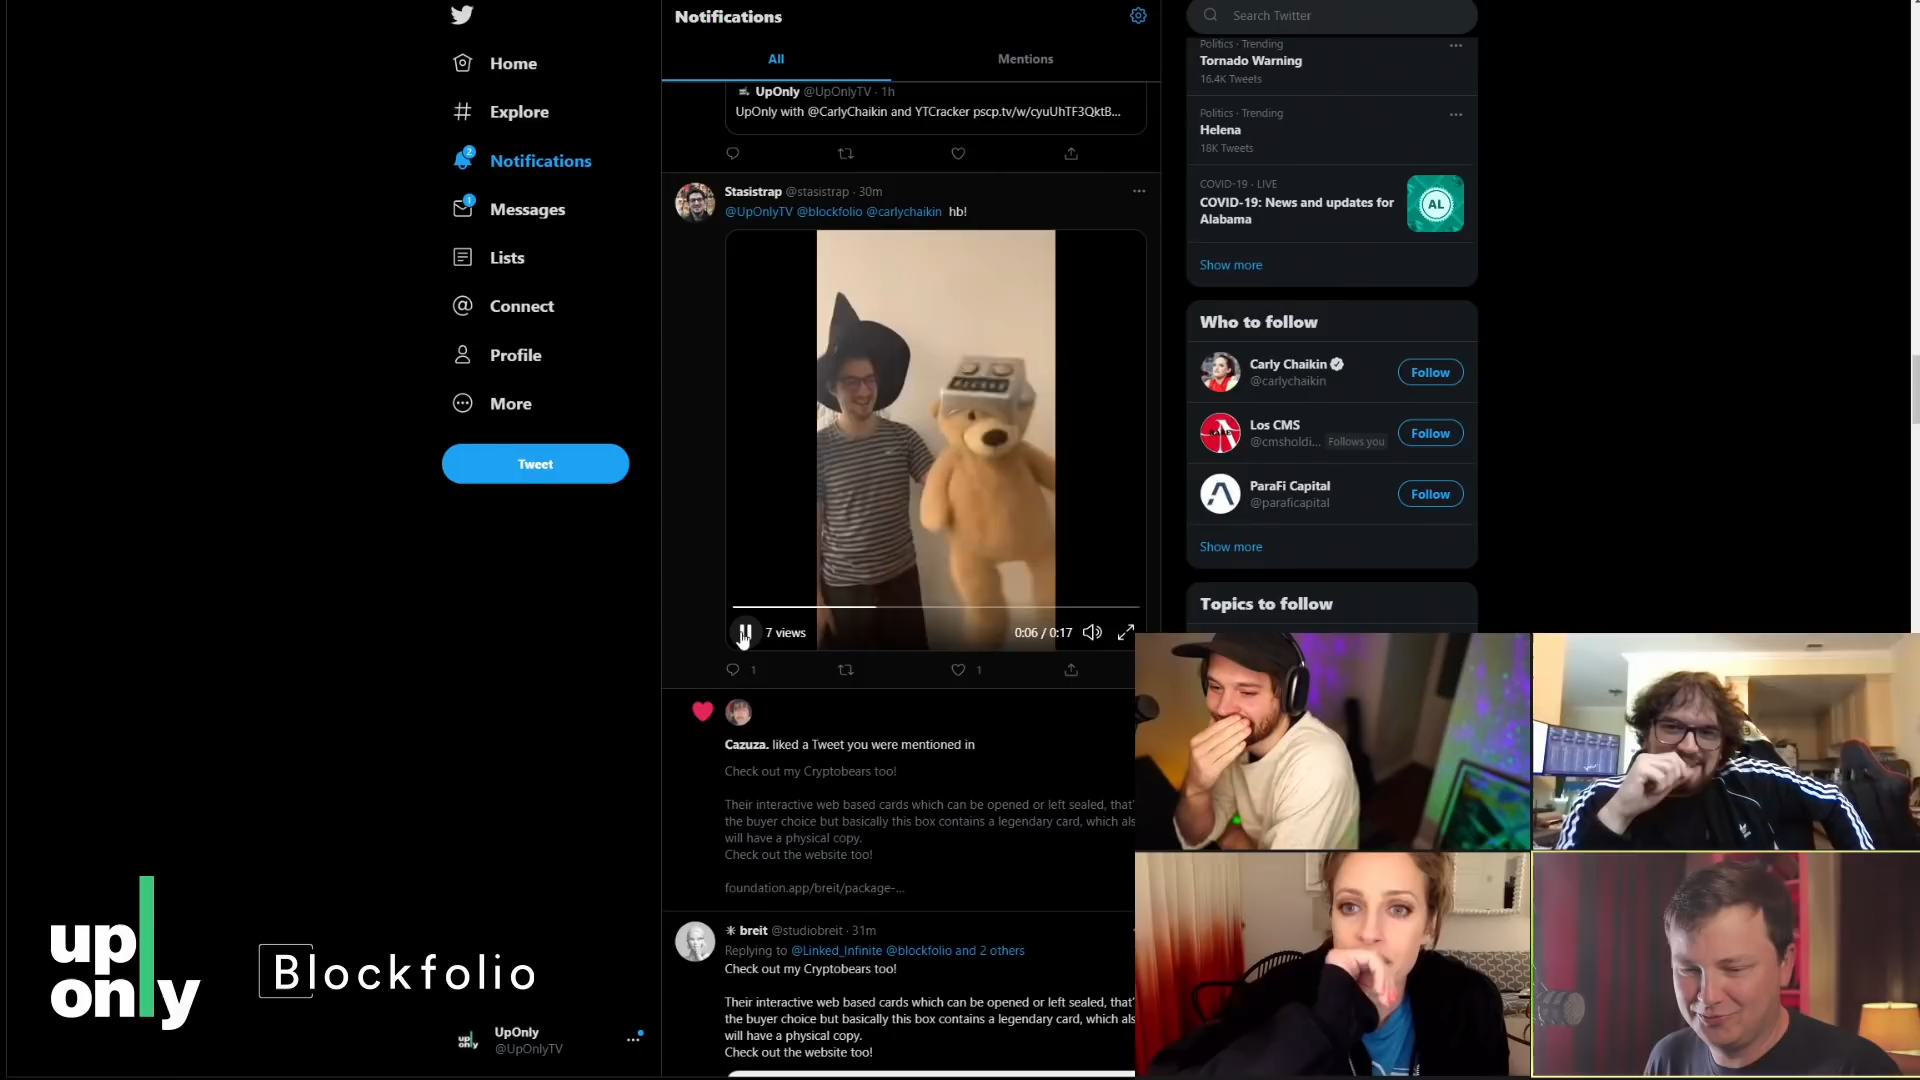 Home
Explore
2
Notifications
1
Messages
Lists
Connect
Profile
More
Tweet
up
only
Blockfolio
UpOnly
@UpOnlyTV
Notifications
All
Mentions
UpOnly @UpOnlyTV · 1h
UpOnly with @CarlyChaikin and YTCracker pscp.tv/w/cyuUhTF3QktB...
Stasistrap @stasistrap · 30m
@UpOnlyTV @blockfolio @carlychaikin hb!
7 views
0:06 / 0:17
1
1
Cazuza. liked a Tweet you were mentioned in
Check out my Cryptobears too!
Their interactive web based cards which can be opened or left sealed, that'
the buyer choice but basically this box contains a legendary card, which als
will have a physical copy.
Check out the website too!
foundation.app/breit/package-...
breit @studiobreit · 31m
Replying to @Linked_Infinite @blockfolio and 2 others
Check out my Cryptobears too!
Their interactive web based cards which can be opened or left sealed, that'
the buyer choice but basically this box contains a legendary card, which als
will have a physical copy.
Check out the website too!
Search Twitter
Politics · Trending
Tornado Warning
16.4K Tweets
Politics · Trending
Helena
18K Tweets
COVID-19 · LIVE
COVID-19: News and updates for
Alabama
AL
Show more
Who to follow
Carly Chaikin
@carlychaikin
Follow
Los CMS
@cmsholdi... Follows you
Follow
ParaFi Capital
@paraficapital
Follow
Show more
Topics to follow